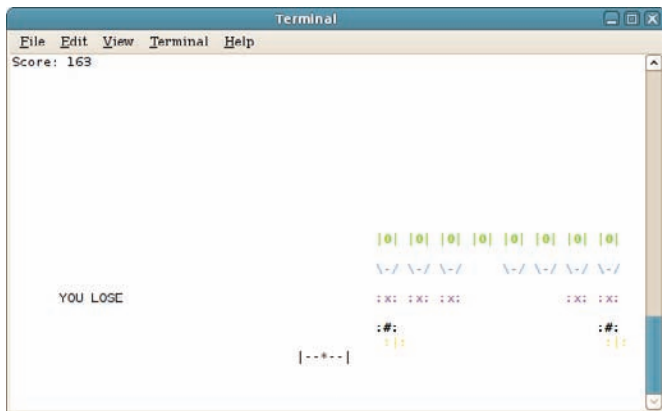 Terminal
File Edit View Terminal Help
Score: 163
|0| |0| |0| |0| |0| |0| |0| |0|
\-/ \-/ \-/ \-/ \-/ \-/ \-/
YOU LOSE :x: :x: :x: :x: :x:
:#: :#:
:|: :|:
|--*--|